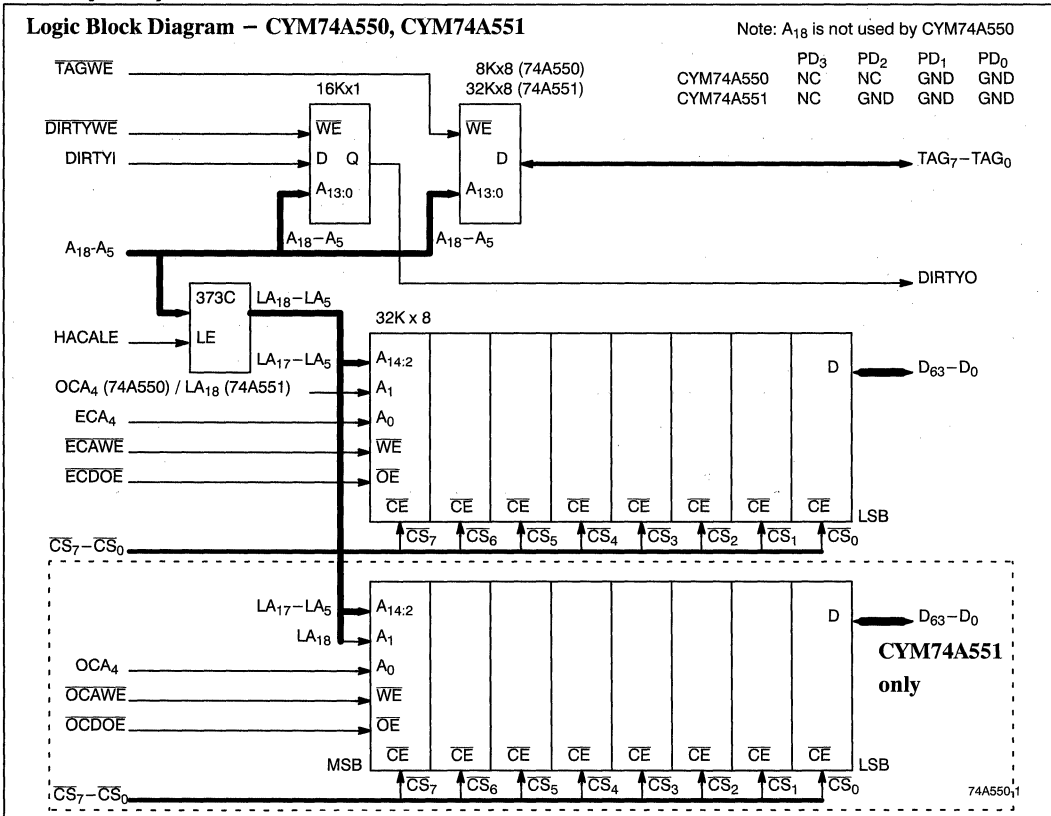 Logic Block Diagram – CYM74A550, CYM74A551
Note: A18 is not used by CYM74A550
PD3 PD2 PD1 PD0
CYM74A550 NC NC GND GND
CYM74A551 NC GND GND GND
TAGWE
8Kx8 (74A550)
16Kx1
32Kx8 (74A551)
DIRTYWE
WE
WE
DIRTYI
D Q
D
TAG7–TAG0
A13:0
A13:0
A18-A5
A18–A5
A18–A5
DIRTYO
373C
LA18–LA5
32K x 8
HACALE
LE
LA17–LA5
A14:2
D
D63–D0
OCA4 (74A550) / LA18 (74A551)
A1
ECA4
A0
ECAWE
WE
ECDOE
OE
CE CE CE CE CE CE CE CE
LSB
CS7–CS0
CS7 CS6 CS5 CS4 CS3 CS2 CS1 CS0
LA17–LA5
A14:2
D
D63–D0
LA18
A1
CYM74A551
only
OCA4
A0
OCAWE
WE
OCDOE
OE
MSB
CE CE CE CE CE CE CE CE
LSB
CS7–CS0
CS7 CS6 CS5 CS4 CS3 CS2 CS1 CS0
74A550-1